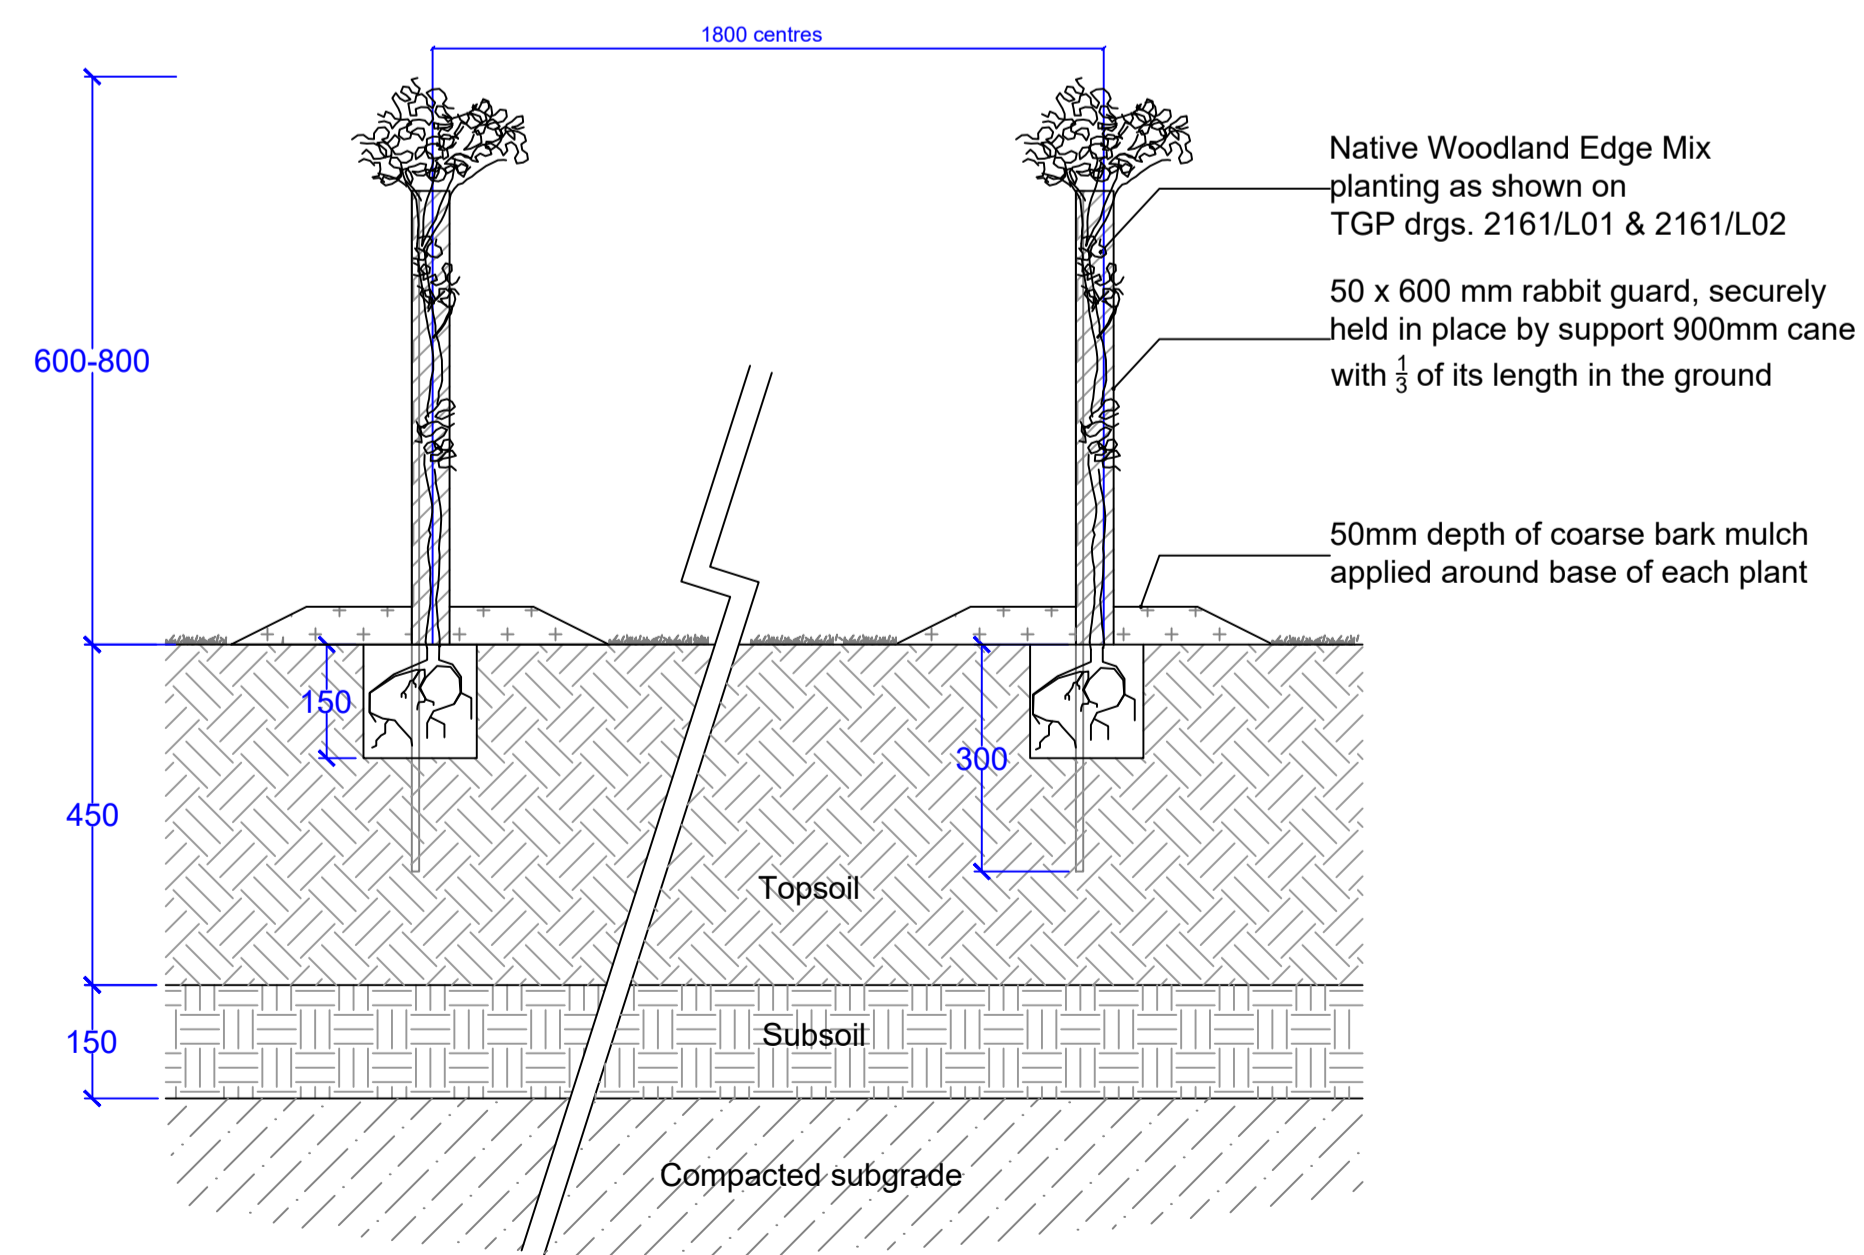 1800 centres
Native Woodland Edge Mix
planting as shown on
TGP drgs. 2161/L01 & 2161/L02
50 x 600 mm rabbit guard, securely
held in place by support 900mm cane
with 1/3 of its length in the ground
600-800
50mm depth of coarse bark mulch
applied around base of each plant
150
300
450
Topsoil
Subsoil
150
Compacted subgrade